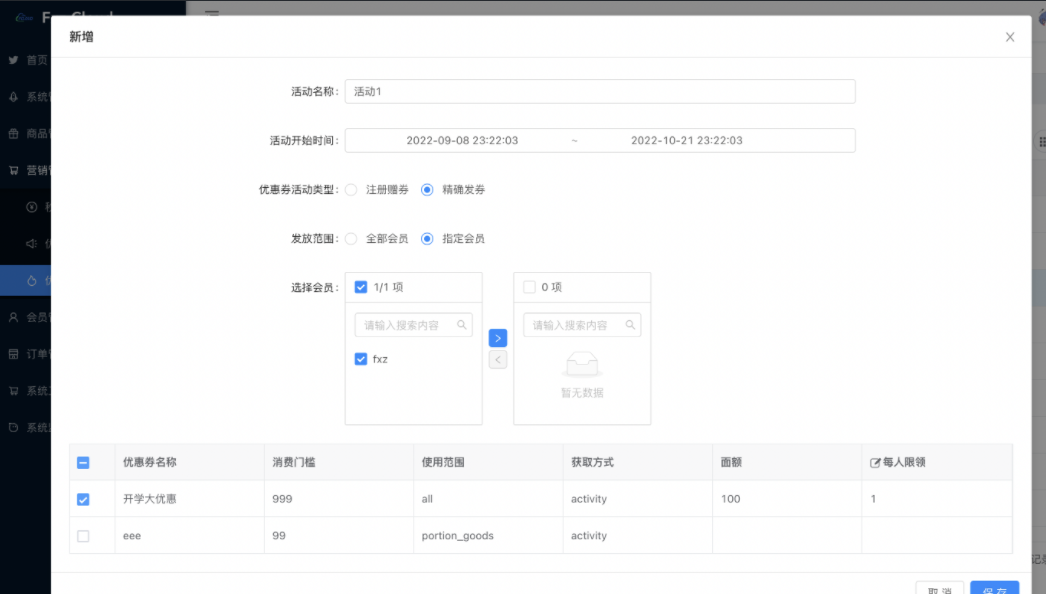 新增
首页
活动名称: 活动1
系统
活动开始时间: 2022-09-08 23:22:03 ~ 2022-10-21 23:22:03
商品
营销
优惠券活动类型: 注册赠券 精确发券
发放范围: 全部会员 指定会员
选择会员: 1/1 项 0 项
会员
请输入搜索内容 请输入搜索内容
订单
fxz
系统
暂无数据
系统
优惠券名称 消费门槛 使用范围 获取方式 面额 每人限领
开学大优惠 999 all activity 100 1
eee 99 portion_goods activity
取消 保存